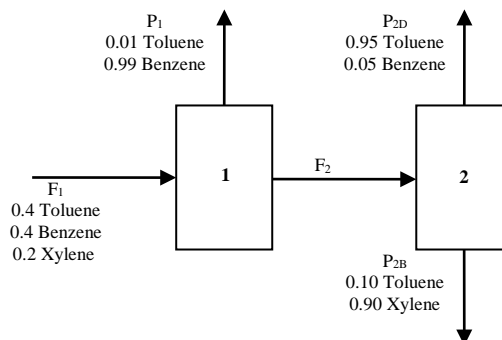 P1
0.01 Toluene
0.99 Benzene
P2D
0.95 Toluene
0.05 Benzene
1
F2
2
F1
0.4 Toluene
0.4 Benzene
0.2 Xylene
P2B
0.10 Toluene
0.90 Xylene